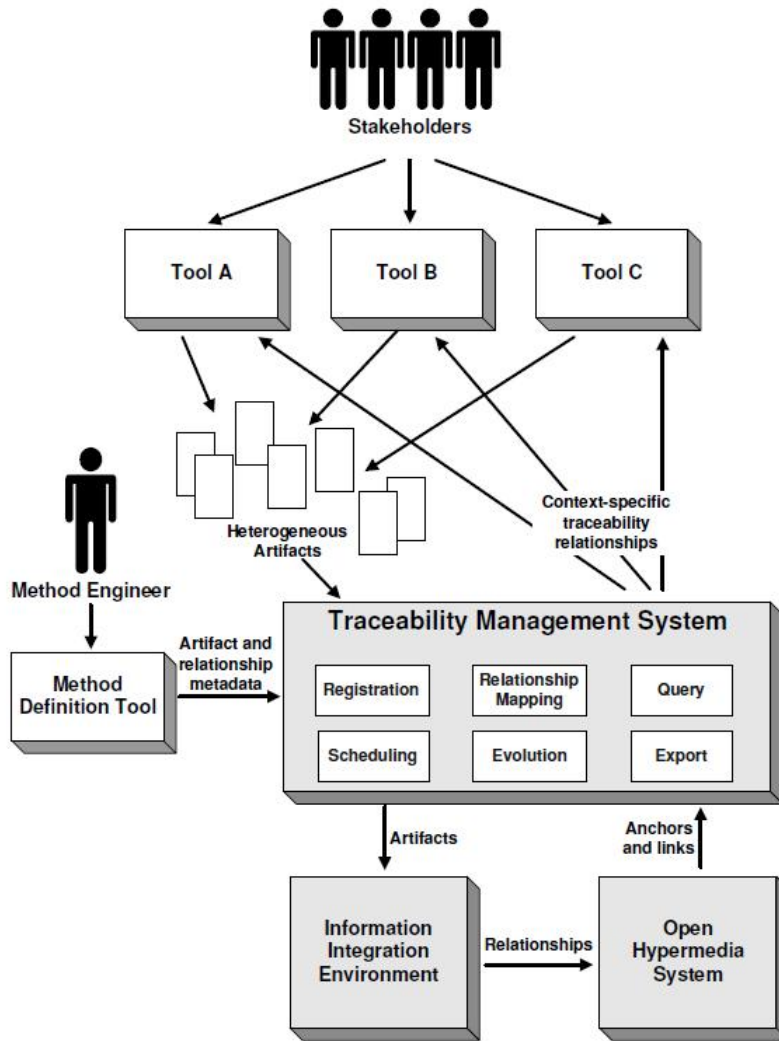 Stakeholders
Tool A
Tool B
Tool C
Heterogeneous
Artifacts
Context-specific
traceability
relationships
Method Engineer
Method
Definition Tool
Artifact and
relationship
metadata
Traceability Management System
Registration
Relationship
Mapping
Query
Scheduling
Evolution
Export
Artifacts
Anchors
and links
Information
Integration
Environment
Relationships
Open
Hypermedia
System